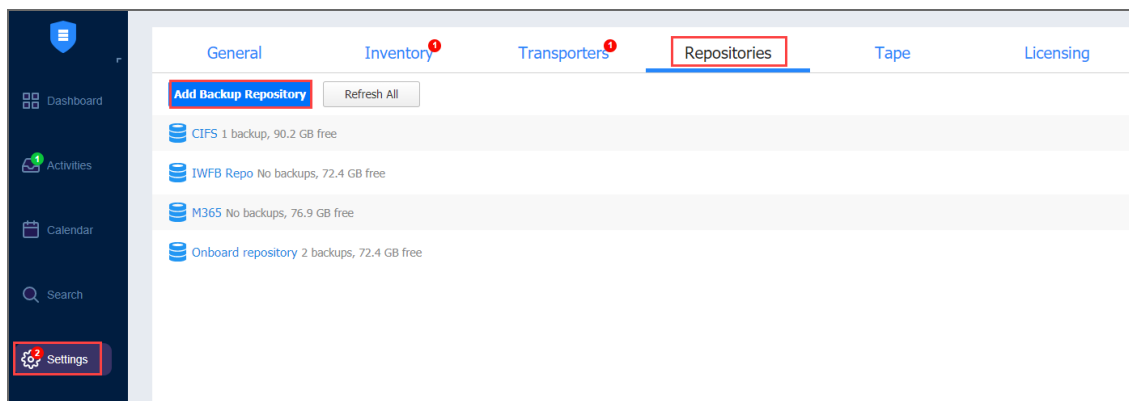 General
Inventory
1
Transporters
1
Repositories
Tape
Licensing
Dashboard
Add Backup Repository
Refresh All
CIFS 1 backup, 90.2 GB free
1
Activities
IWFB Repo No backups, 72.4 GB free
M365 No backups, 76.9 GB free
Calendar
Onboard repository 2 backups, 72.4 GB free
Search
2
Settings